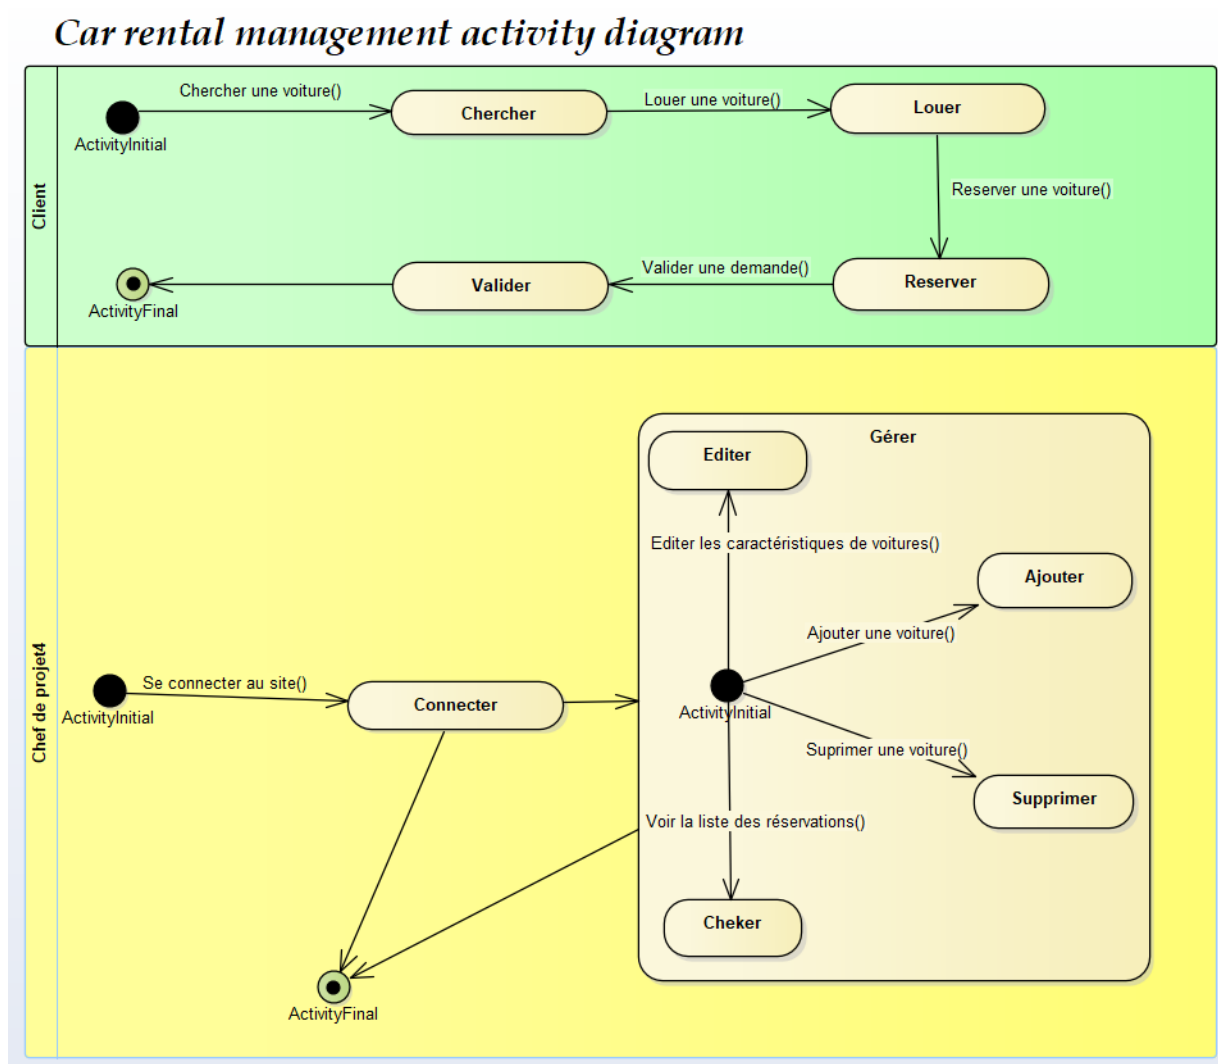 Car rental management activity diagram
Client
ActivityInitial
Chercher une voiture()
Chercher
Louer une voiture()
Louer
Reserver une voiture()
Reserver
Valider une demande()
Valider
ActivityFinal
Chef de projet4
ActivityInitial
Se connecter au site()
Connecter
Gérer
Editer
Editer les caractéristiques de voitures()
Ajouter
Ajouter une voiture()
ActivityInitial
Suprimer une voiture()
Supprimer
Voir la liste des réservations()
Cheker
ActivityFinal